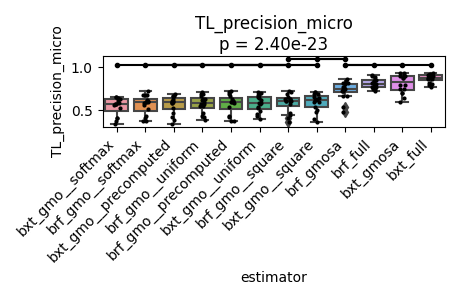 TL_precision_micro
p = 2.40e-23
TL_precision_micro
1.0
0.5
bxt_gmo__softmax
brf_gmo__softmax
bxt_gmo__precomputed
brf_gmo__uniform
brf_gmo__precomputed
bxt_gmo__uniform
brf_gmo__square
bxt_gmo__square
brf_gmosa
brf_full
bxt_gmosa
bxt_full
estimator